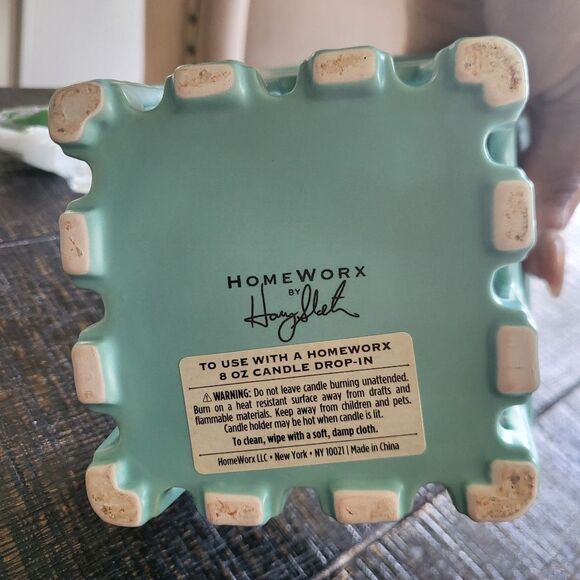 HOMEWORX
BY
Harry Slatkin
TO USE WITH A HOMEWORX
8 OZ CANDLE DROP-IN
⚠ WARNING: Do not leave candle burning unattended.
Burn on a heat resistant surface away from drafts and
flammable materials. Keep away from children and pets.
Candle holder may be hot when candle is lit.
To clean, wipe with a soft, damp cloth.
HomeWorx LLC • New York • NY 10021 | Made in China